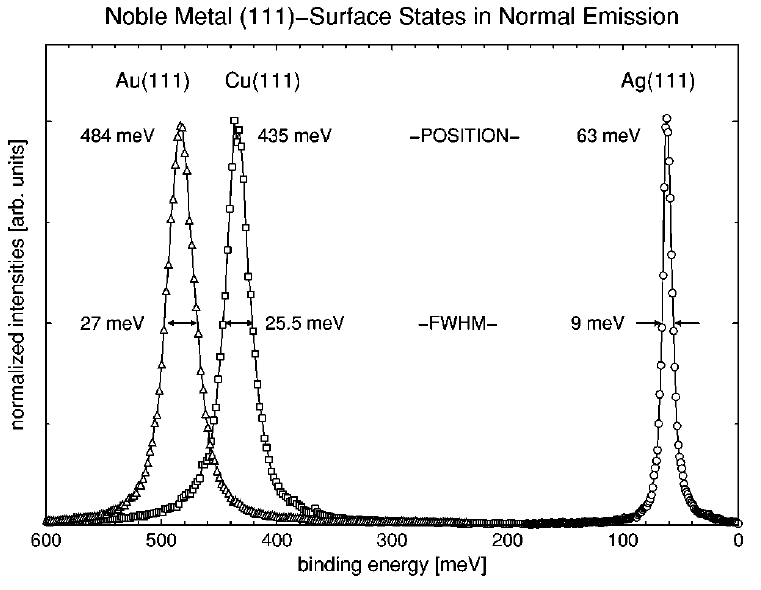 Noble Metal (111)–Surface States in Normal Emission
Au(111) Cu(111) Ag(111)
484 meV 435 meV –POSITION– 63 meV
27 meV 25.5 meV –FWHM– 9 meV
normalized intensities [arb. units]
600 500 400 300 200 100 0
binding energy [meV]